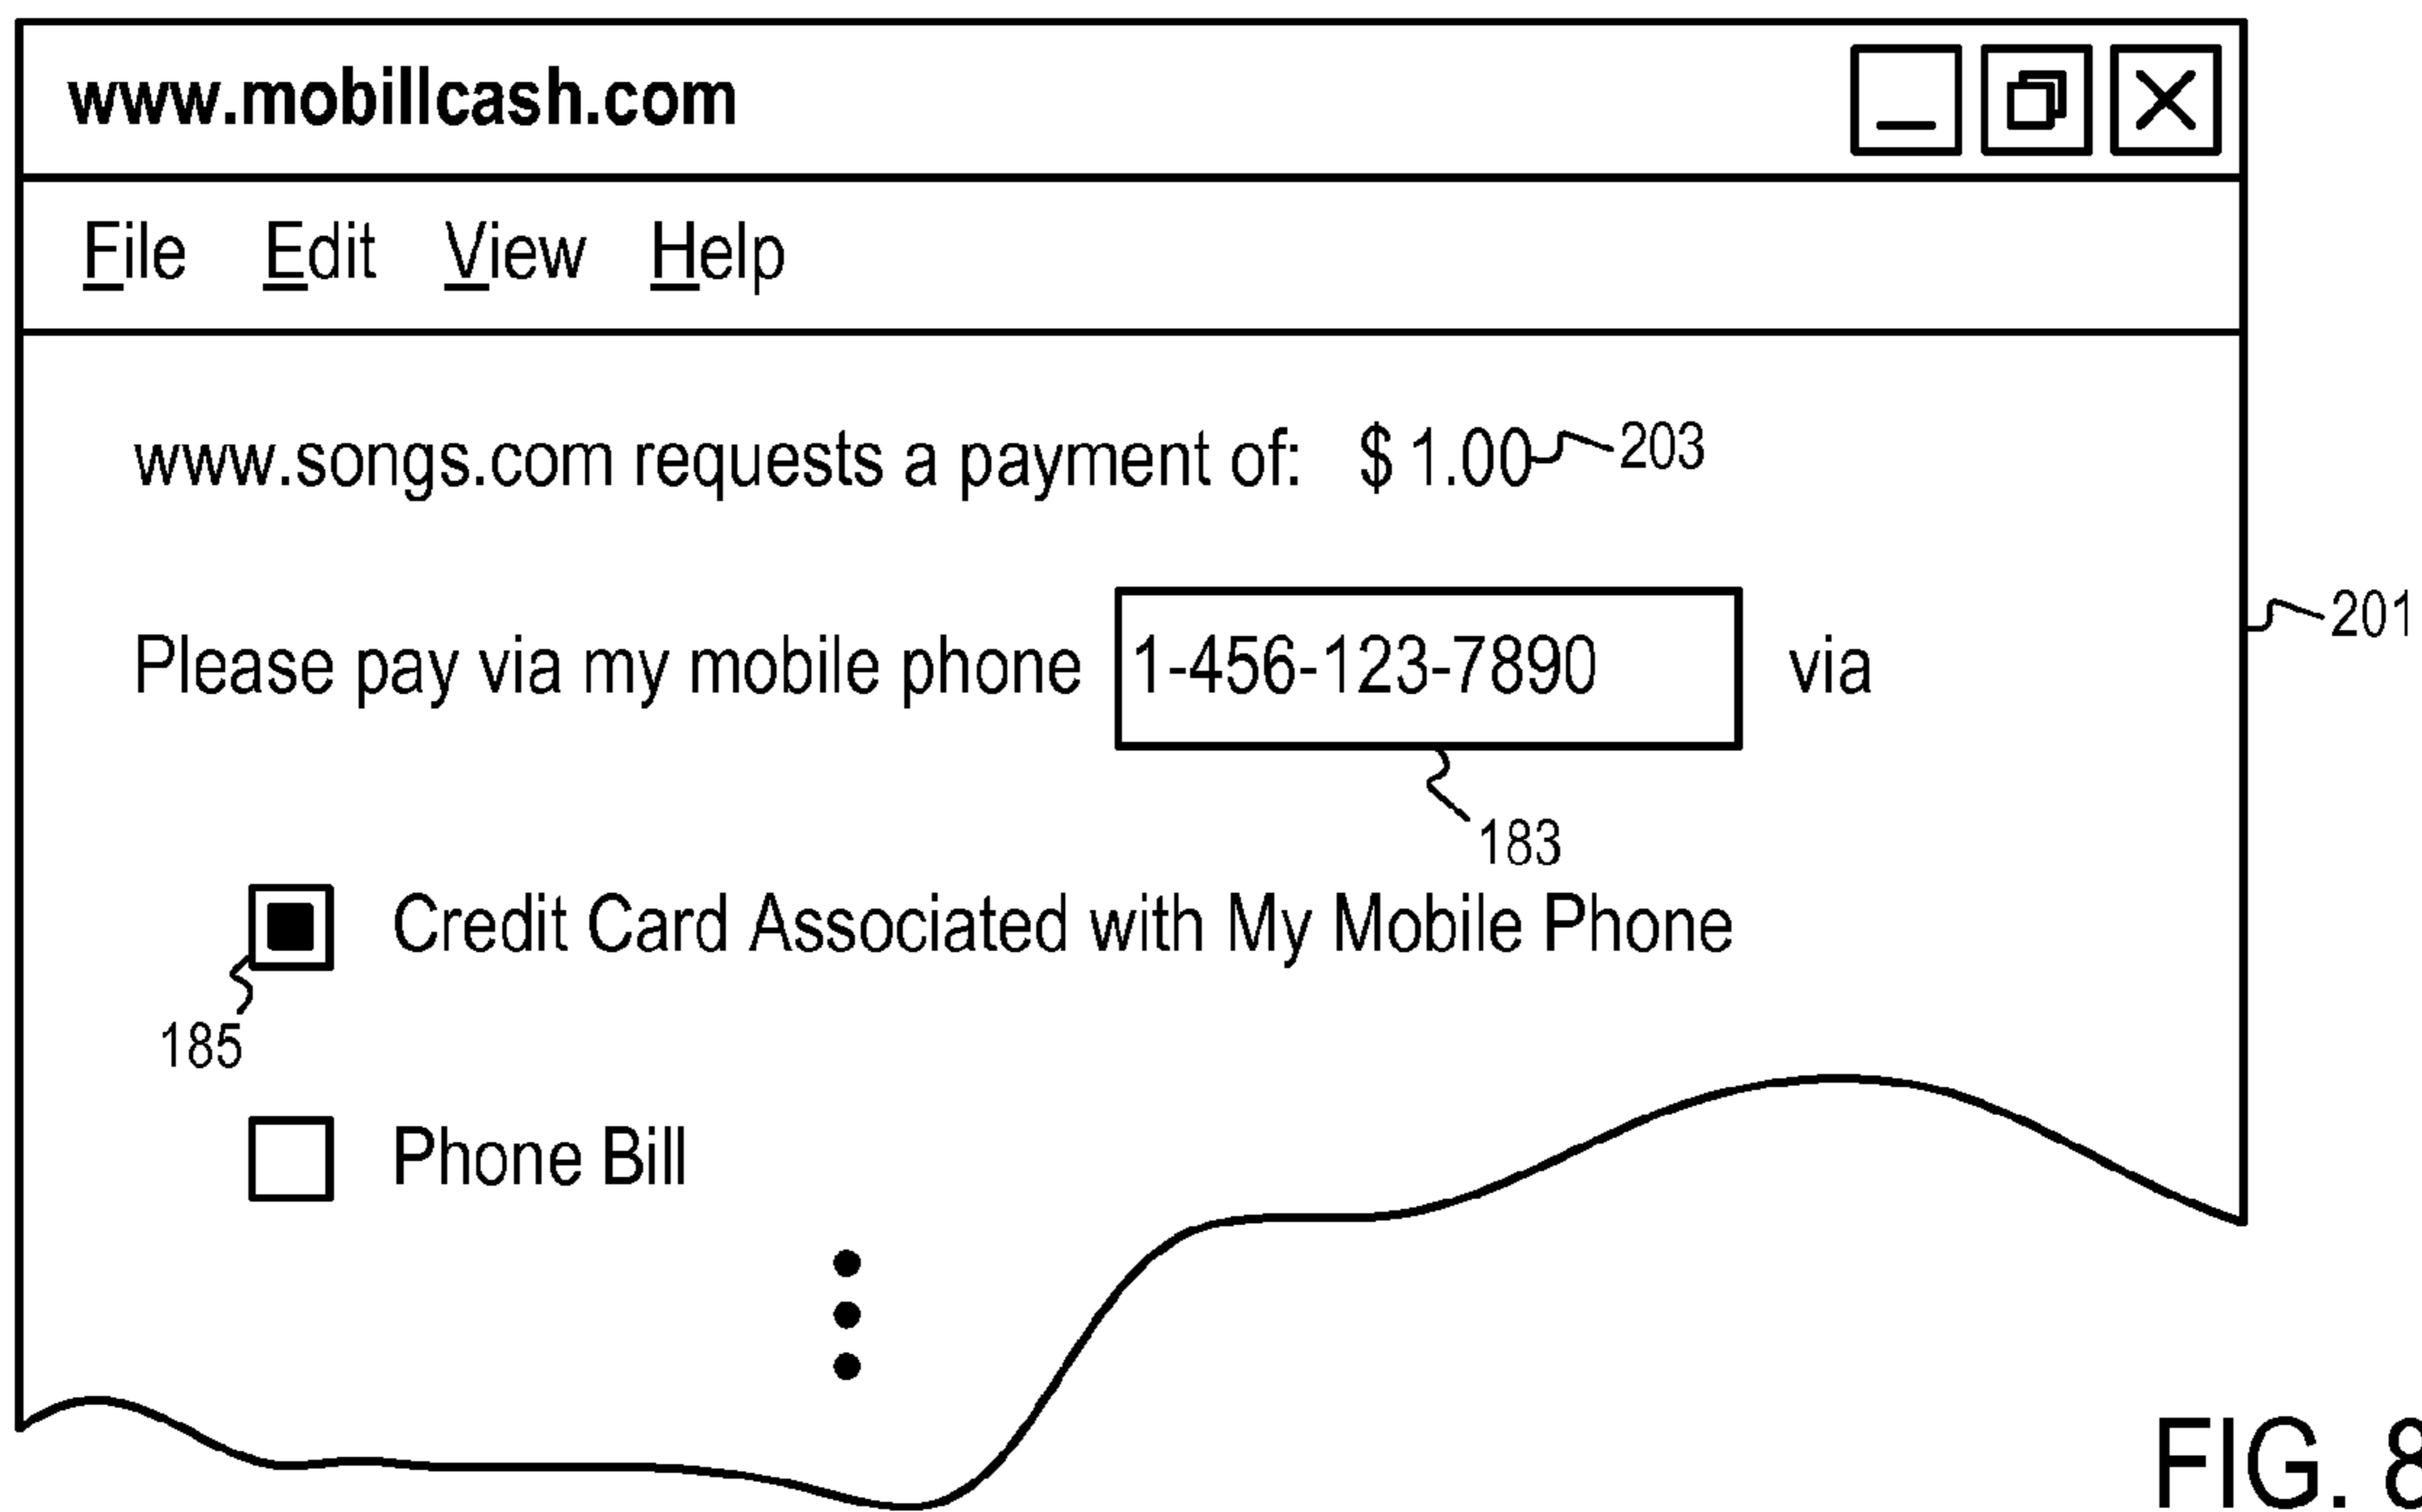 www.mobillcash.com
File Edit View Help
www.songs.com requests a payment of: $ 1.00 203
201
Please pay via my mobile phone 1-456-123-7890 via
183
Credit Card Associated with My Mobile Phone
185
Phone Bill
FIG. 8